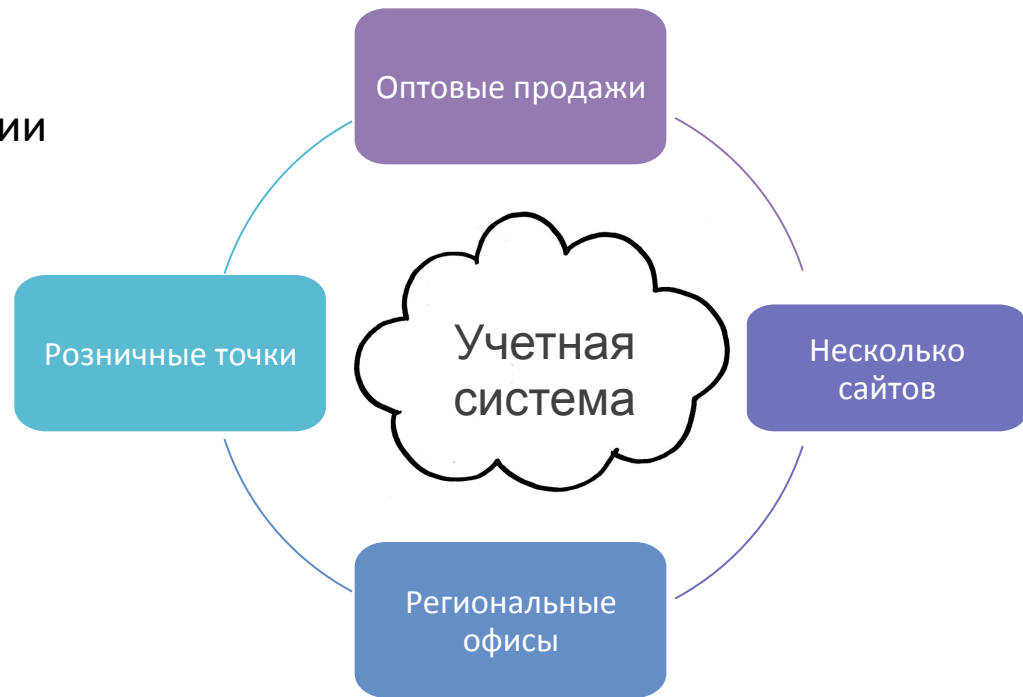 Оптовые продажи
ии
Розничные точки
Учетная
система
Несколько
сайтов
Региональные
офисы